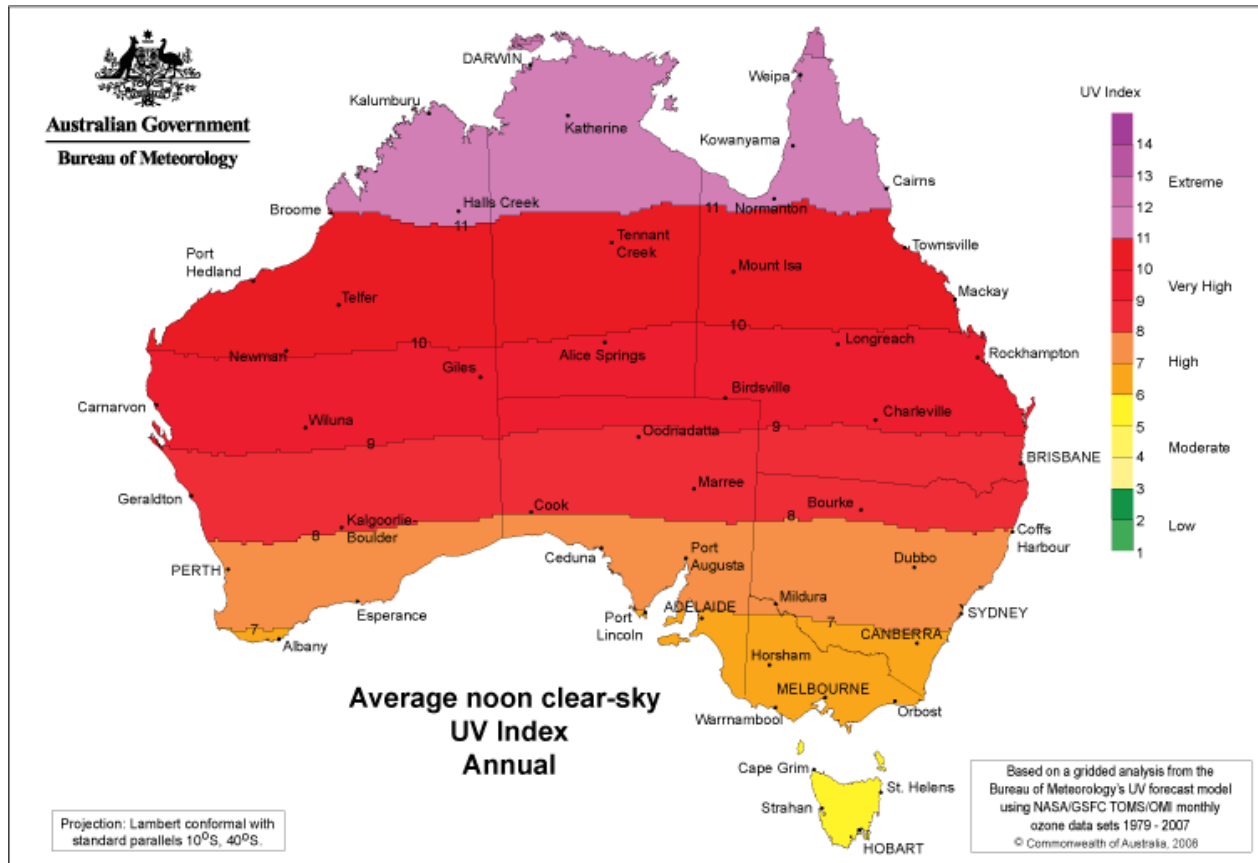 Australian Government
Bureau of Meteorology
DARWIN
Weipa
UV Index
Kalumburu
Katherine
Kowanyama
14
13
Extreme
12
11
Cairns
Broome
Halls Creek
11
11
Normanton
Port
Hedland
Tennant
Creek
Townsville
Mount Isa
10
Very High
9
8
Mackay
Telfer
10
10
Newman
Alice Springs
Longreach
Rockhampton
7
High
6
Giles
Birdsville
Carnarvon
Wiluna
9
Oodnadatta
9
Charleville
5
Moderate
4
3
BRISBANE
Geraldton
Marree
Bourke
2
Low
1
Kalgoorlie-
Boulder
8
Cook
8
Coffs
Harbour
PERTH
Ceduna
Port
Augusta
Dubbo
Esperance
Mildura
ADELAIDE
SYDNEY
7
Albany
Port
Lincoln
7
CANBERRA
Horsham
MELBOURNE
Warrnambool
Orbost
Average noon clear-sky
UV Index
Annual
Cape Grim
St. Helens
Strahan
HOBART
Projection: Lambert conformal with
standard parallels 10°S, 40°S.
Based on a gridded analysis from the
Bureau of Meteorology's UV forecast model
using NASA/GSFC TOMS/OMI monthly
ozone data sets 1979 - 2007
© Commonwealth of Australia, 2008